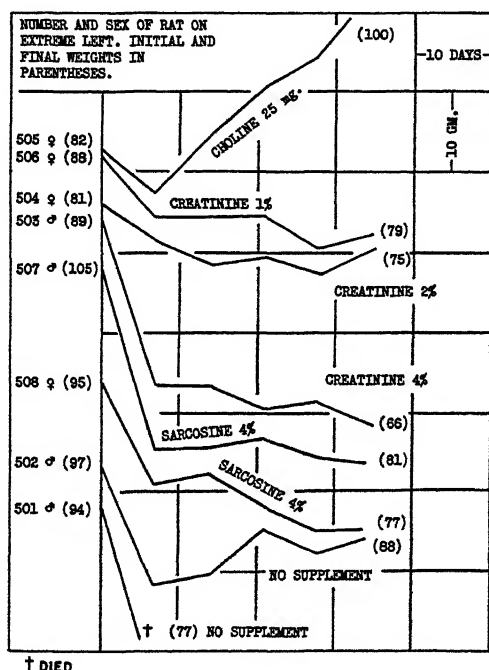 NUMBER AND SEX OF RAT ON
EXTREME LEFT. INITIAL AND
FINAL WEIGHTS IN
PARENTHESES.
(100)
10 DAYS
10 GM.
CHOLINE 25 mg.
505 ♀ (82)
506 ♀ (88)
504 ♀ (81)
503 ♂ (89)
507 ♂ (105)
CREATININE 1%
(79)
(75)
CREATININE 2%
508 ♀ (95)
CREATININE 4%
(66)
SARCOSINE 4%
(81)
502 ♂ (97)
SARCOSINE 4%
501 ♂ (94)
(77)
(88)
NO SUPPLEMENT
† (77) NO SUPPLEMENT
† DIED